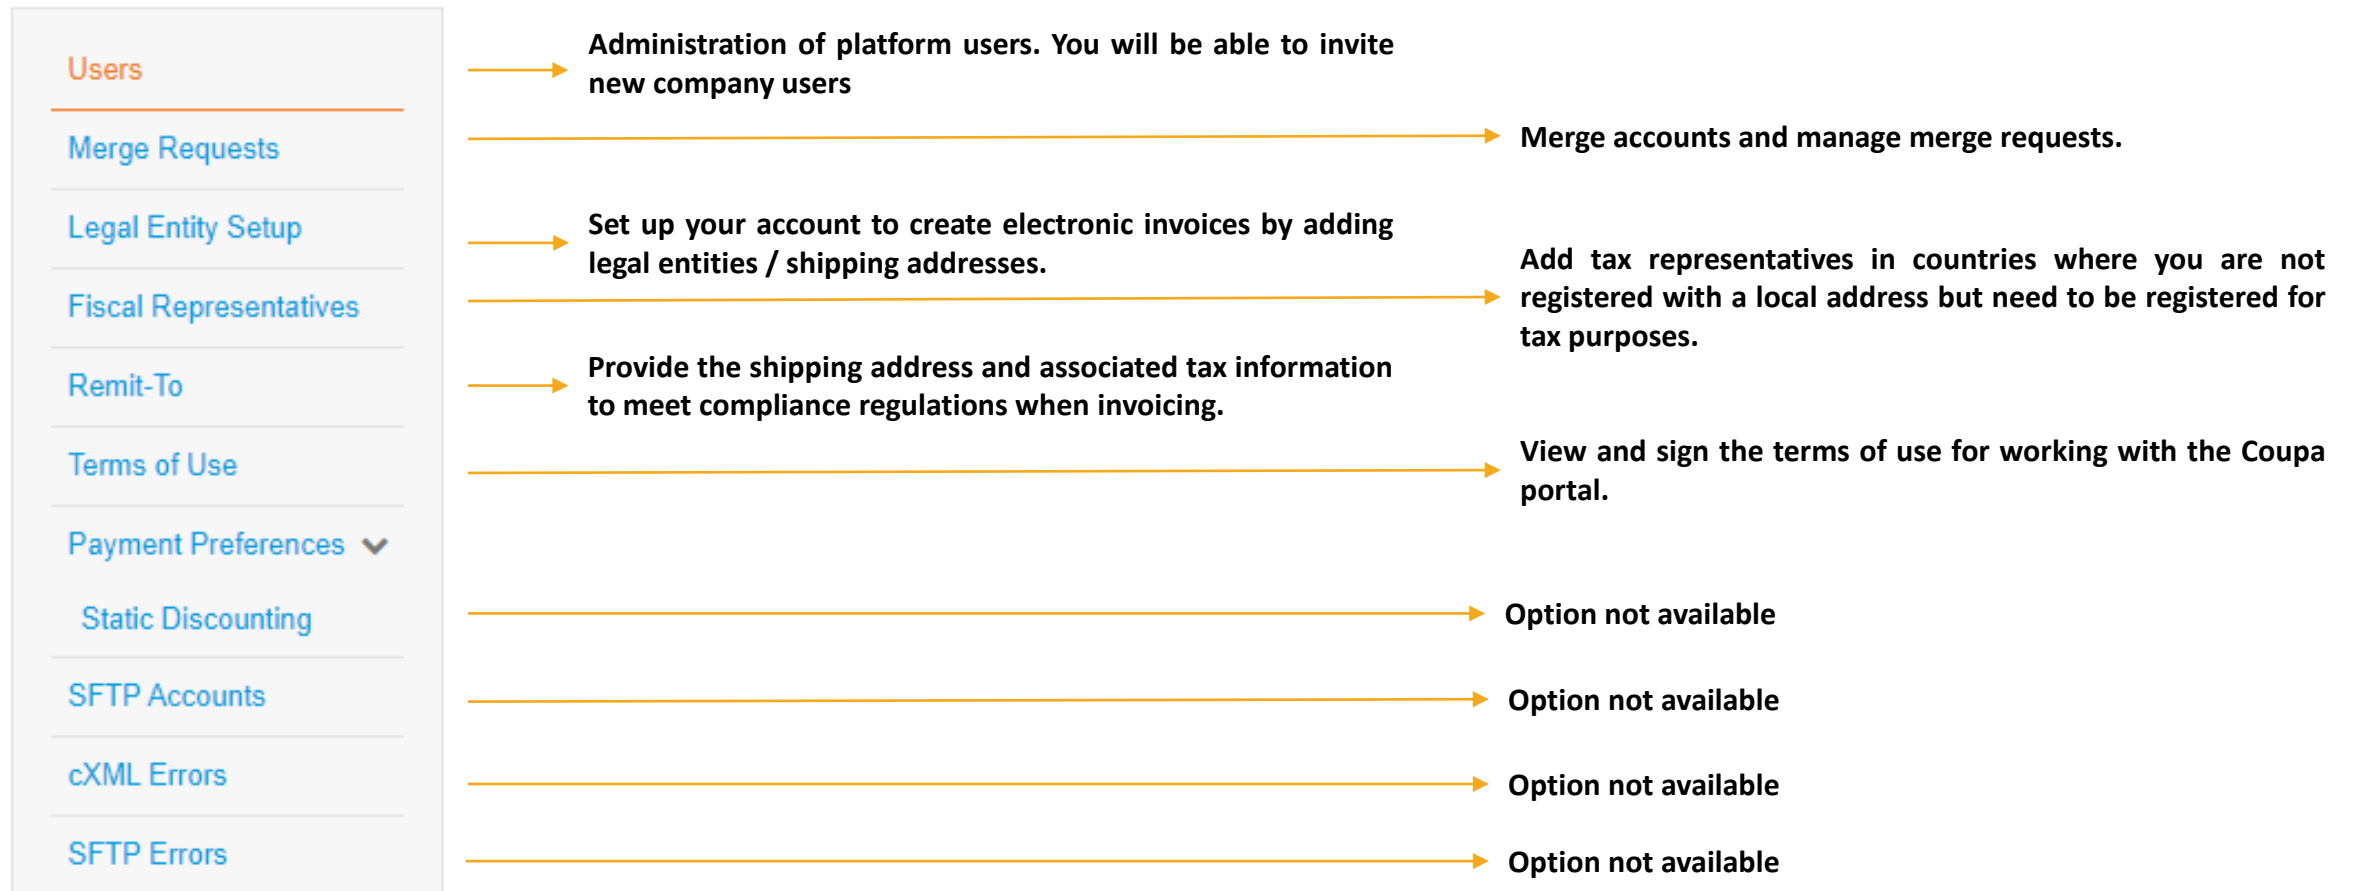 Users
Administration of platform users. You will be able to invite
new company users
Merge Requests
Merge accounts and manage merge requests.
Legal Entity Setup
Set up your account to create electronic invoices by adding
legal entities / shipping addresses.
Fiscal Representatives
Add tax representatives in countries where you are not
registered with a local address but need to be registered for
tax purposes.
Remit-To
Provide the shipping address and associated tax information
to meet compliance regulations when invoicing.
Terms of Use
View and sign the terms of use for working with the Coupa
portal.
Payment Preferences
Static Discounting
Option not available
SFTP Accounts
Option not available
cXML Errors
Option not available
SFTP Errors
Option not available